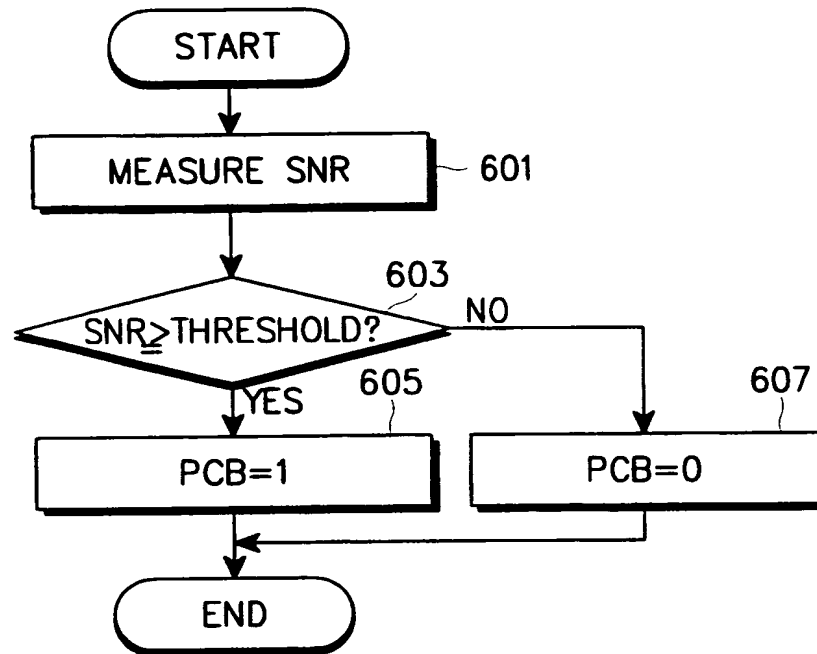 START
MEASURE SNR
601
603
SNR≥THRESHOLD?
NO
YES
605
607
PCB=1
PCB=0
END